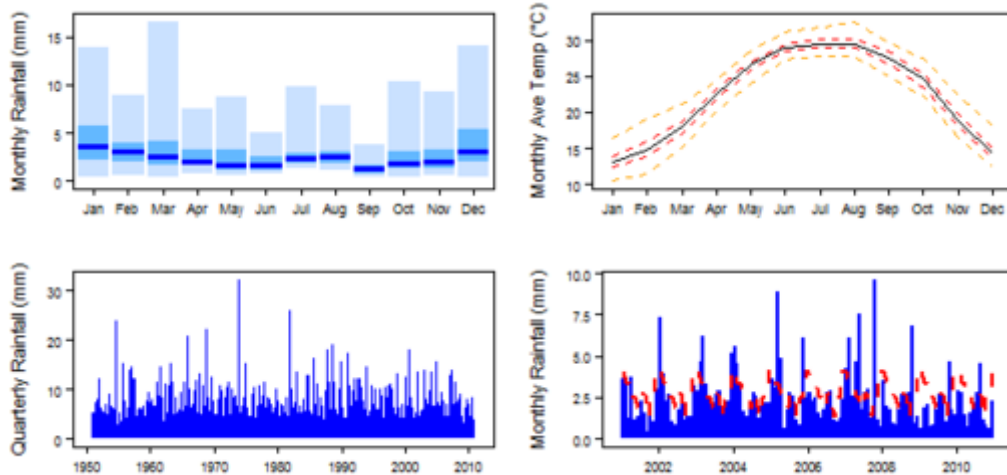 Monthly Rainfall (mm)
15
10
5
0
Jan Feb Mar Apr May Jun Jul Aug Sep Oct Nov Dec
Monthly Ave Temp (°C)
30
25
20
15
10
Jan Feb Mar Apr May Jun Jul Aug Sep Oct Nov Dec
Quarterly Rainfall (mm)
30
20
10
0
1950 1960 1970 1980 1990 2000 2010
Monthly Rainfall (mm)
10.0
7.5
5.0
2.5
0.0
2002 2004 2006 2008 2010